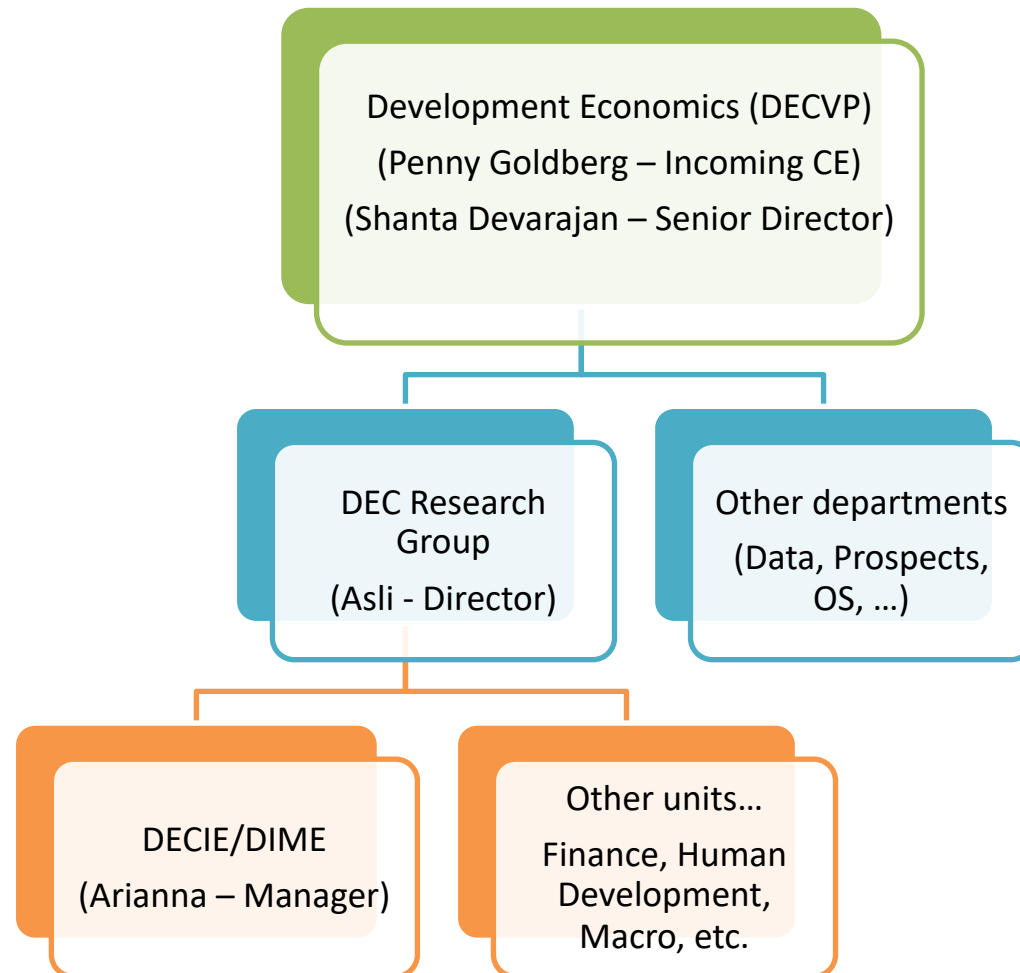 Development Economics (DECVP)
(Penny Goldberg – Incoming CE)
(Shanta Devarajan – Senior Director)
DEC Research
Group
(Asli - Director)
Other departments
(Data, Prospects,
OS, …)
DECIE/DIME
(Arianna – Manager)
Other units…
Finance, Human
Development,
Macro, etc.